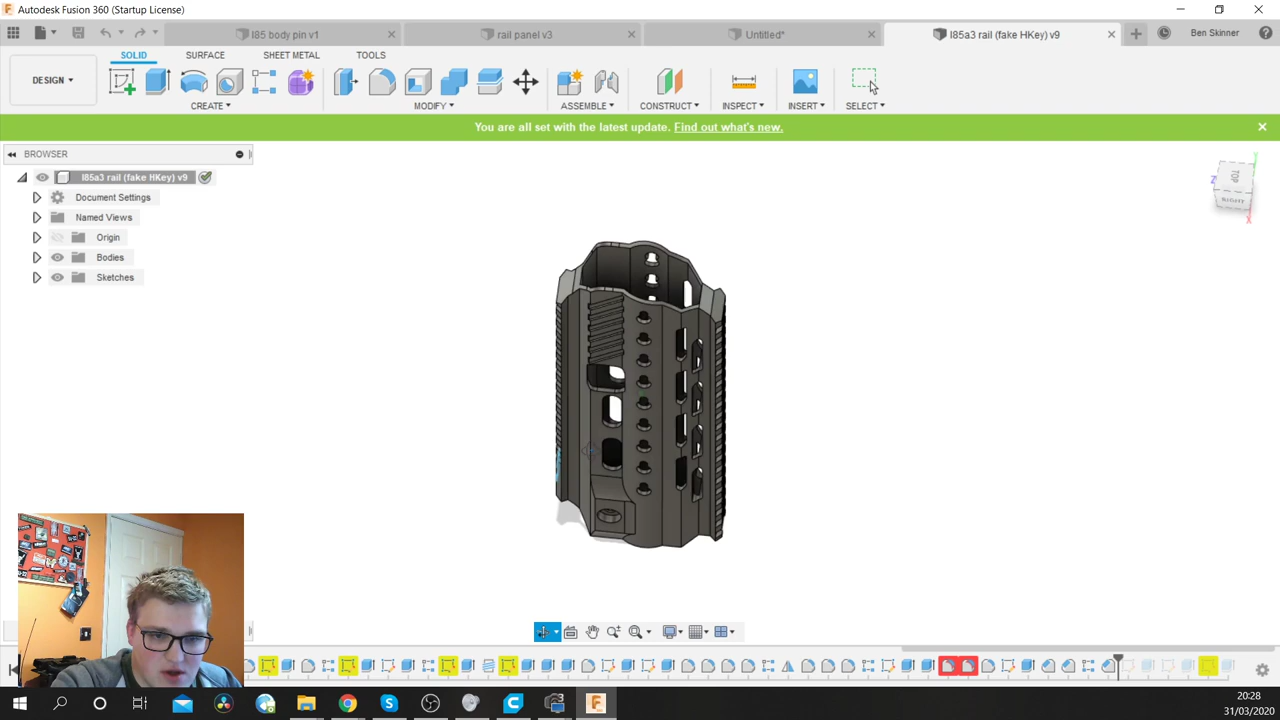 Autodesk Fusion 360 (Startup License)
I85 body pin v1
rail panel v3
Untitled*
I85a3 rail (fake HKey) v9
Ben Skinner
DESIGN
SOLID
SURFACE
SHEET METAL
TOOLS
CREATE
MODIFY
ASSEMBLE
CONSTRUCT
INSPECT
INSERT
SELECT
You are all set with the latest update. Find out what's new.
BROWSER
I85a3 rail (fake HKey) v9
Document Settings
Named Views
Origin
Bodies
Sketches
TOP
Z
X
20:28
31/03/2020